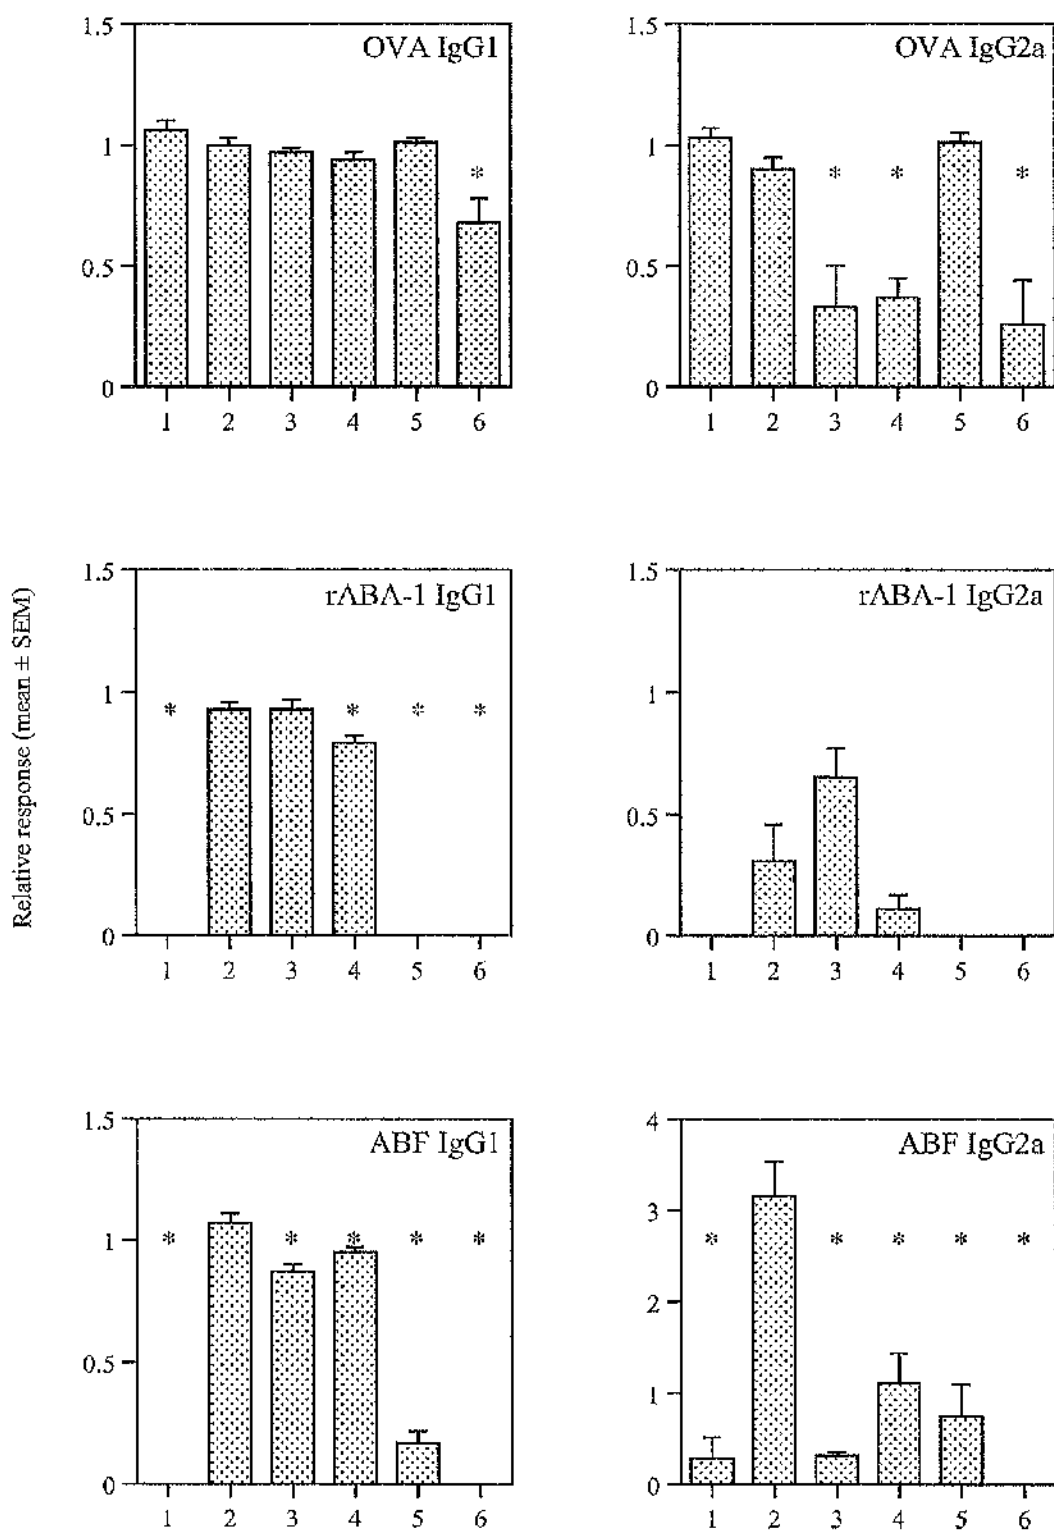 1.5
OVA IgG1
1
*
0.5
0
1 2 3 4 5 6
1.5
OVA IgG2a
1
* * *
0.5
0
1 2 3 4 5 6
Relative response (mean ± SEM)
1.5
rABA-1 IgG1
1
* * * *
0.5
0
1 2 3 4 5 6
1.5
rABA-1 IgG2a
1
0.5
0
1 2 3 4 5 6
1.5
ABF IgG1
1
* * * * *
0.5
0
1 2 3 4 5 6
4
ABF IgG2a
3
* * * * *
2
1
0
1 2 3 4 5 6